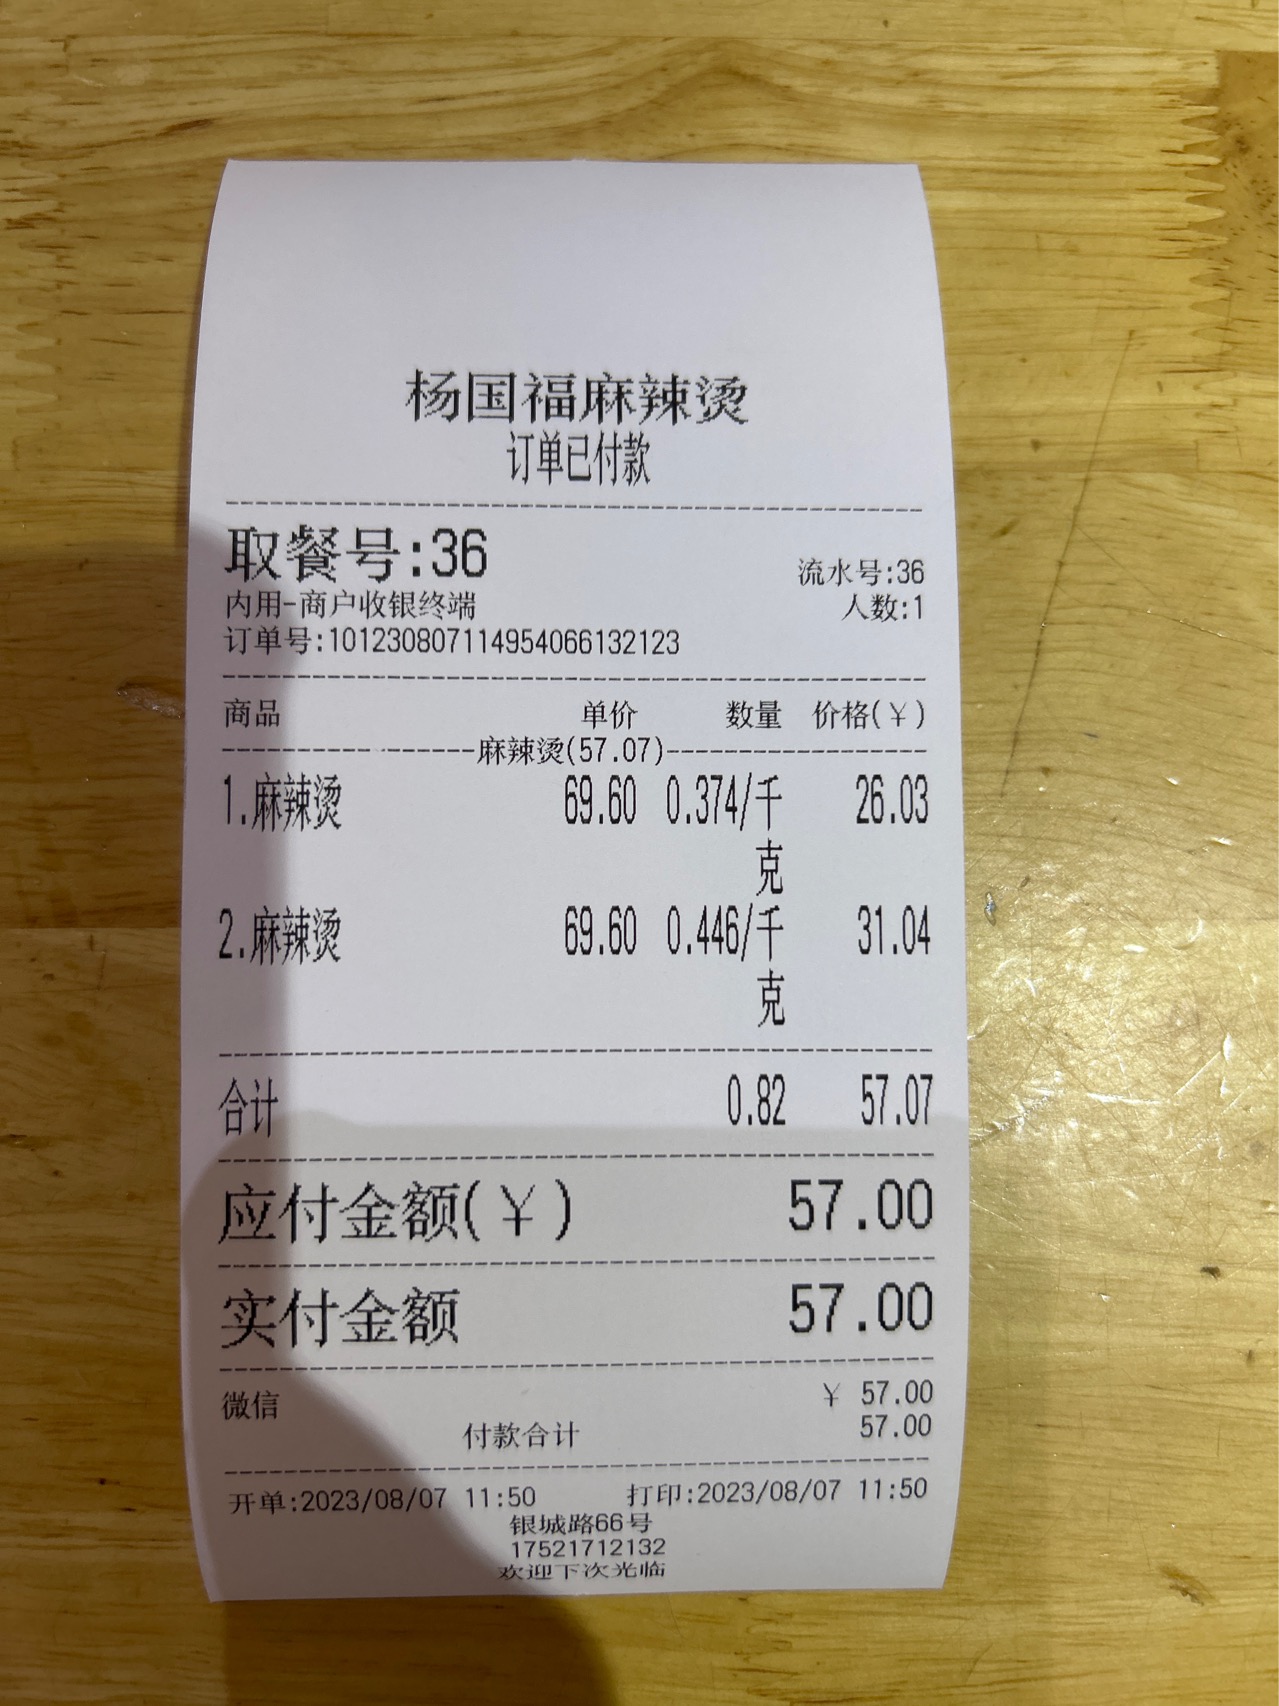 杨国福麻辣烫
订单已付款
取餐号:36
流水号:36
内用-商户收银终端
人数:1
订单号:101230807114954066132123
商品 单价 数量 价格(¥)
麻辣烫(57.07)
1.麻辣烫 69.60 0.374/千克 26.03
2.麻辣烫 69.60 0.446/千克 31.04
合计 0.82 57.07
应付金额(¥) 57.00
实付金额 57.00
微信 ¥ 57.00
付款合计 57.00
开单:2023/08/07 11:50 打印:2023/08/07 11:50
银城路66号
17521712132
欢迎下次光临